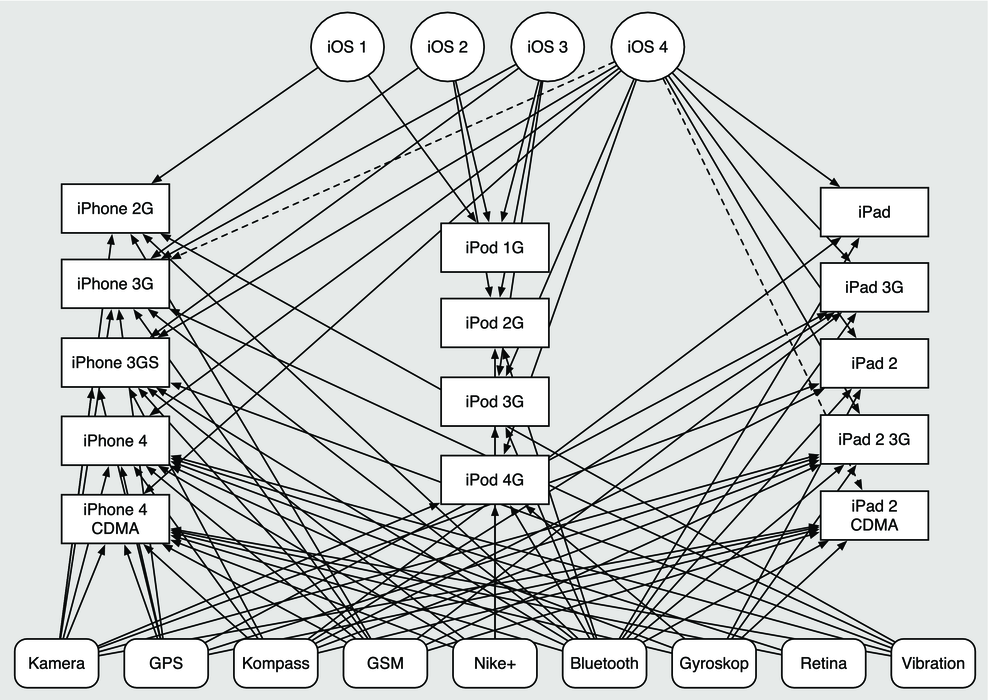 iOS 1
iOS 2
iOS 3
iOS 4
iPhone 2G
iPad
iPod 1G
iPhone 3G
iPad 3G
iPod 2G
iPhone 3GS
iPad 2
iPod 3G
iPhone 4
iPad 2 3G
iPod 4G
iPhone 4
CDMA
iPad 2
CDMA
Kamera
GPS
Kompass
GSM
Nike+
Bluetooth
Gyroskop
Retina
Vibration